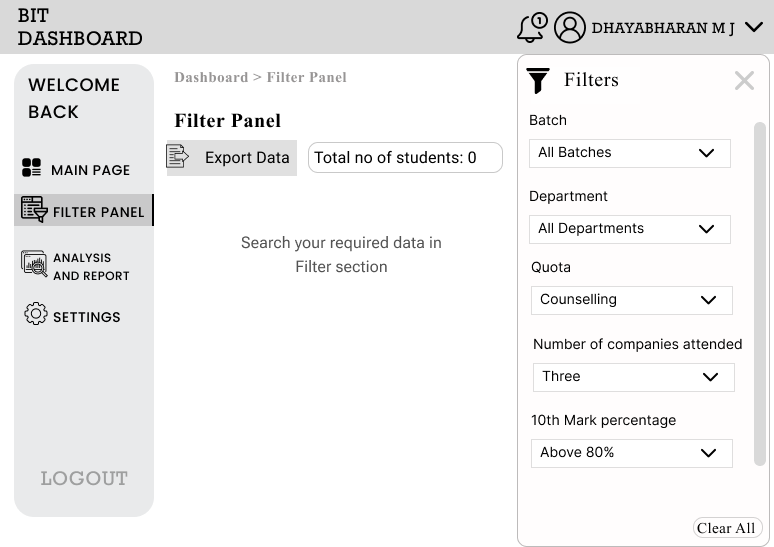 BIT
DASHBOARD
1
DHAYABHARAN M J
WELCOME
BACK
MAIN PAGE
FILTER PANEL
ANALYSIS
AND REPORT
SETTINGS
LOGOUT
Dashboard > Filter Panel
Filter Panel
Export Data
Total no of students: 0
Search your required data in
Filter section
Filters
Batch
All Batches
Department
All Departments
Quota
Counselling
Number of companies attended
Three
10th Mark percentage
Above 80%
Clear All